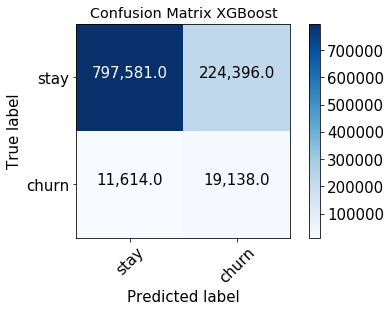 Confusion Matrix XGBoost
True label
stay
797,581.0
224,396.0
churn
11,614.0
19,138.0
stay
churn
Predicted label
700000
600000
500000
400000
300000
200000
100000